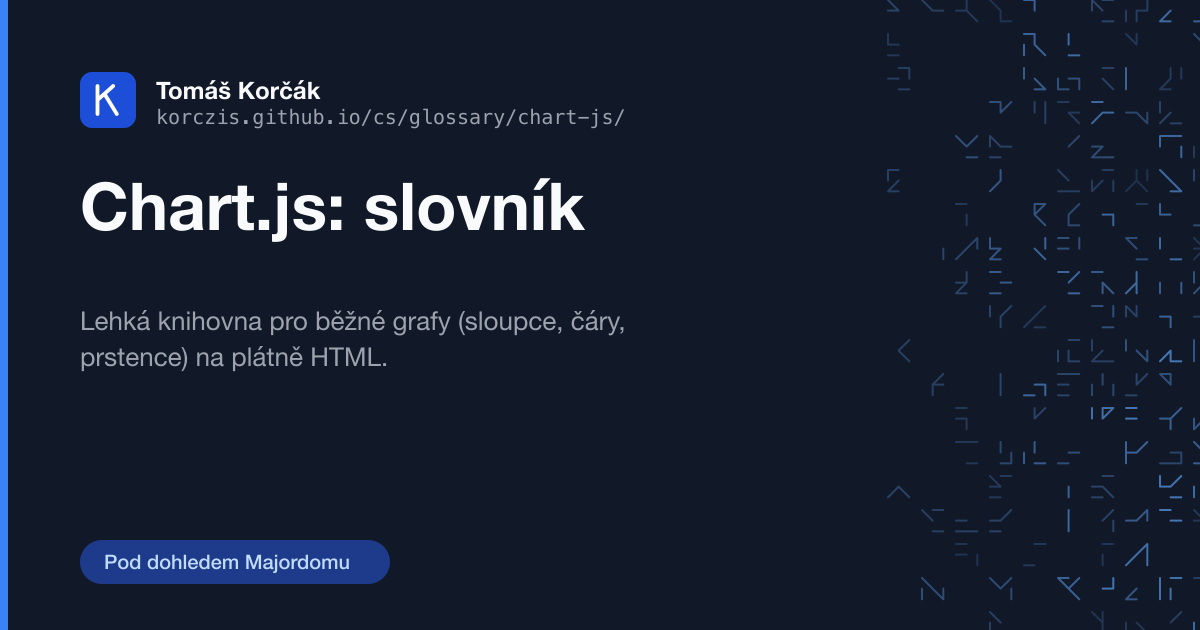 K
Tomáš Korčák
korczis.github.io/cs/glossary/chart-js/
Chart.js: slovník
Lehká knihovna pro běžné grafy (sloupce, čáry,
prstence) na plátně HTML.
Pod dohledem Majordomu